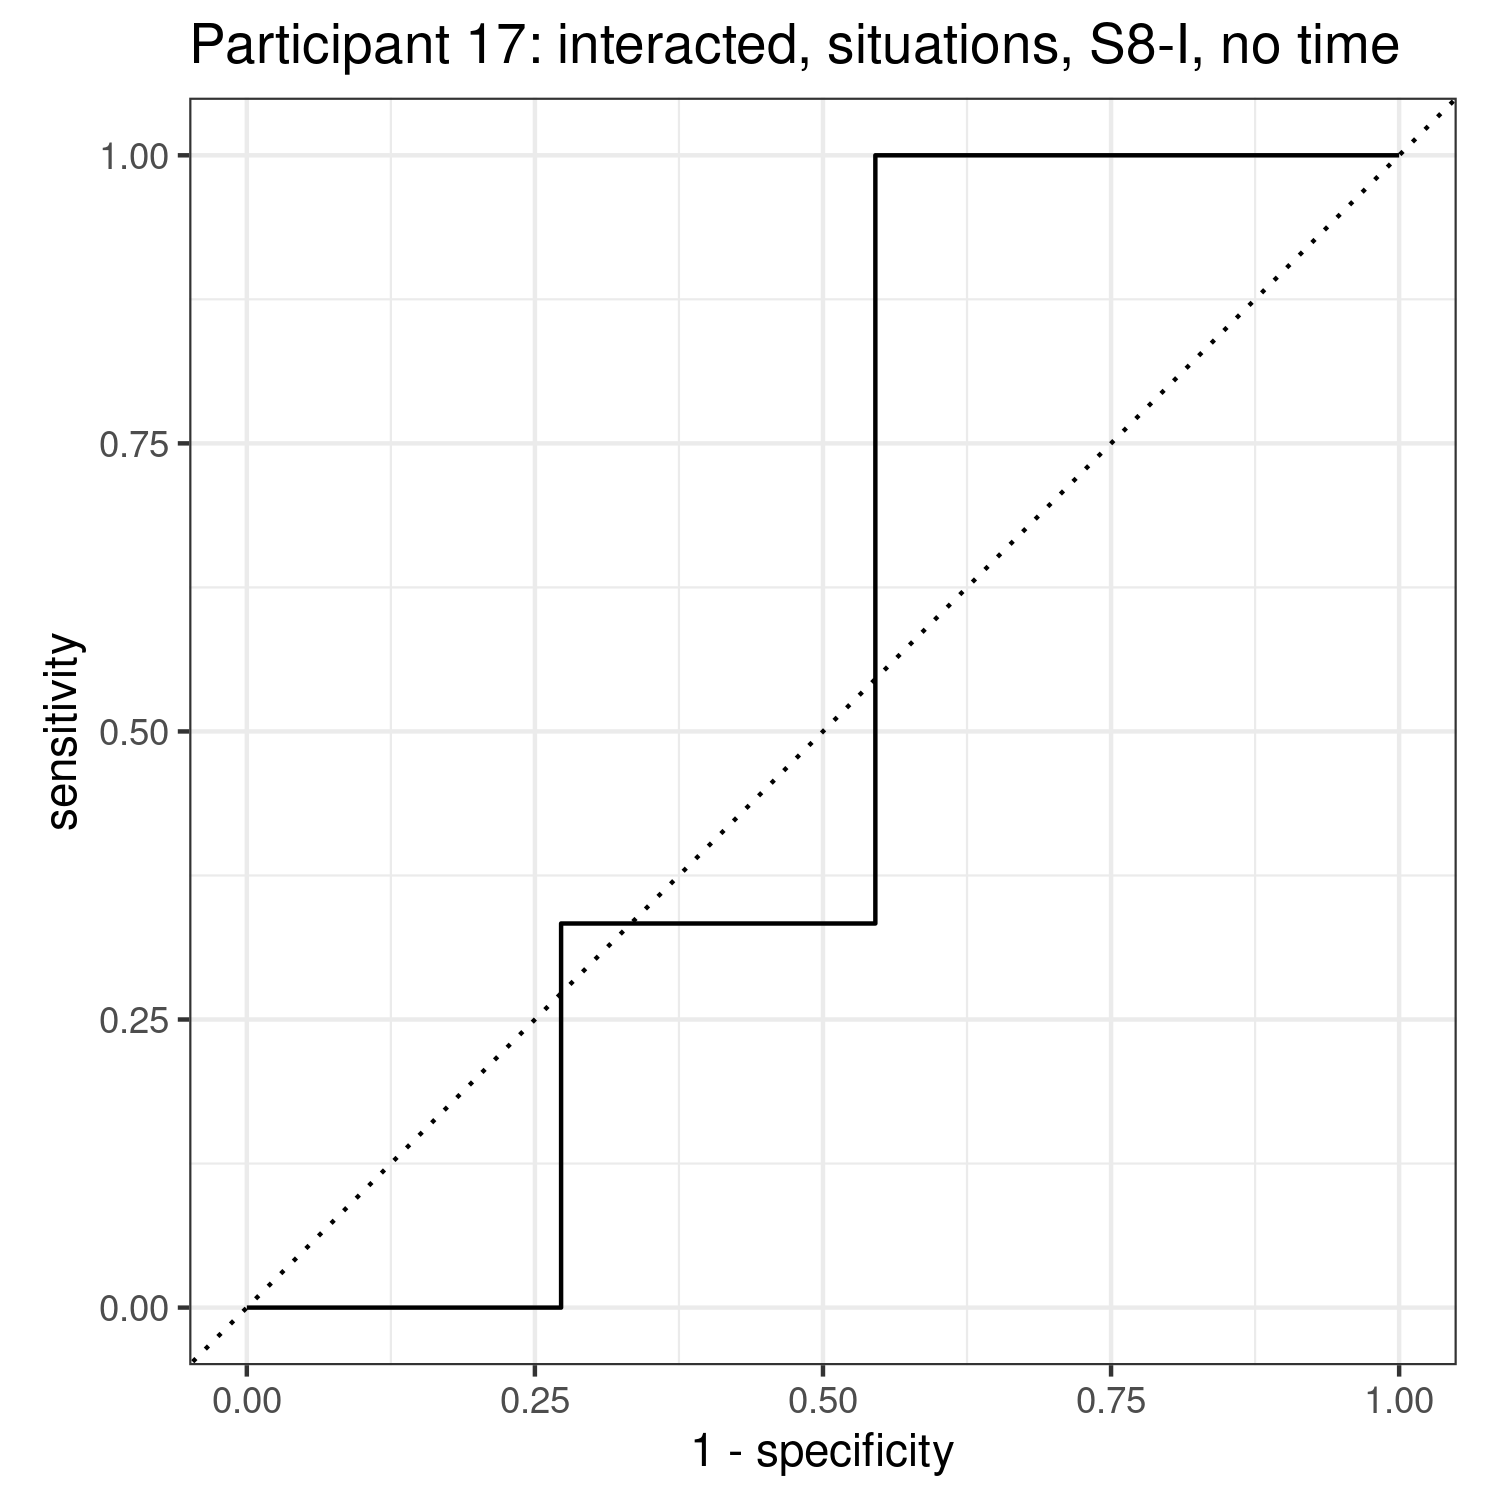 Participant 17: interacted, situations, S8-I, no time
1.00
0.75
0.50
0.25
0.00
sensitivity
0.00 0.25 0.50 0.75 1.00
1 - specificity